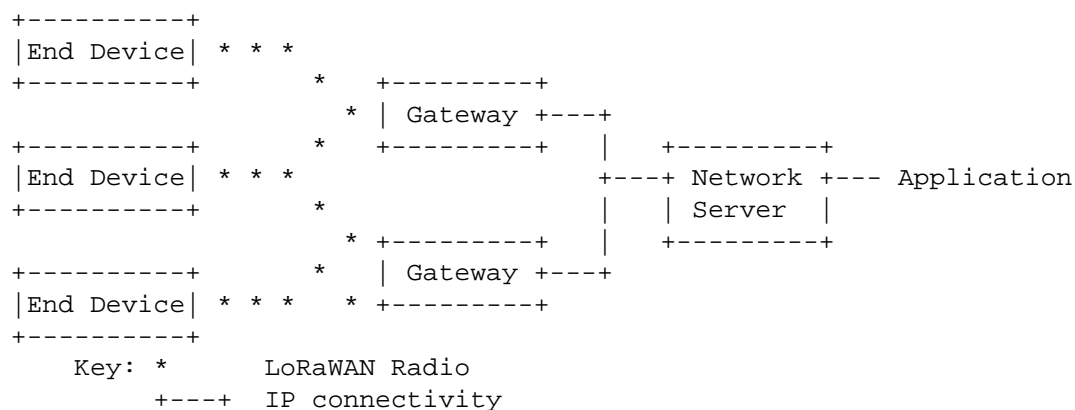 +----------+
|End Device| * * *
+----------+       *   +---------+
                     * | Gateway +---+
+----------+       *   +---------+   |   +---------+
|End Device| * * *                   +---+ Network +--- Application
+----------+       *                 |   | Server  |
                     * +---------+   |   +---------+
+----------+       *   | Gateway +---+
|End Device| * * *   * +---------+
+----------+
    Key: *      LoRaWAN Radio
         +---+  IP connectivity